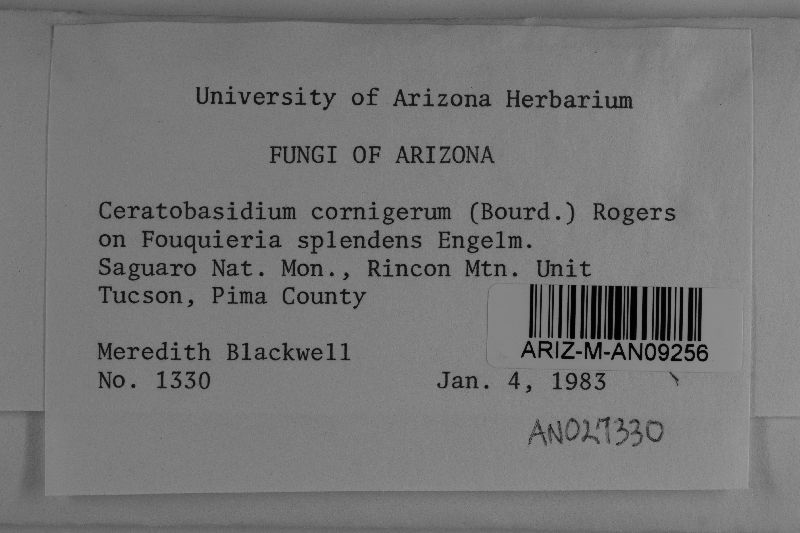 University of Arizona Herbarium
FUNGI OF ARIZONA
Ceratobasidium cornigerum (Bourd.) Rogers
on Fouquieria splendens Engelm.
Saguaro Nat. Mon., Rincon Mtn. Unit
Tucson, Pima County
ARIZ-M-AN09256
Meredith Blackwell
No. 1330
Jan. 4, 1983
AN027330